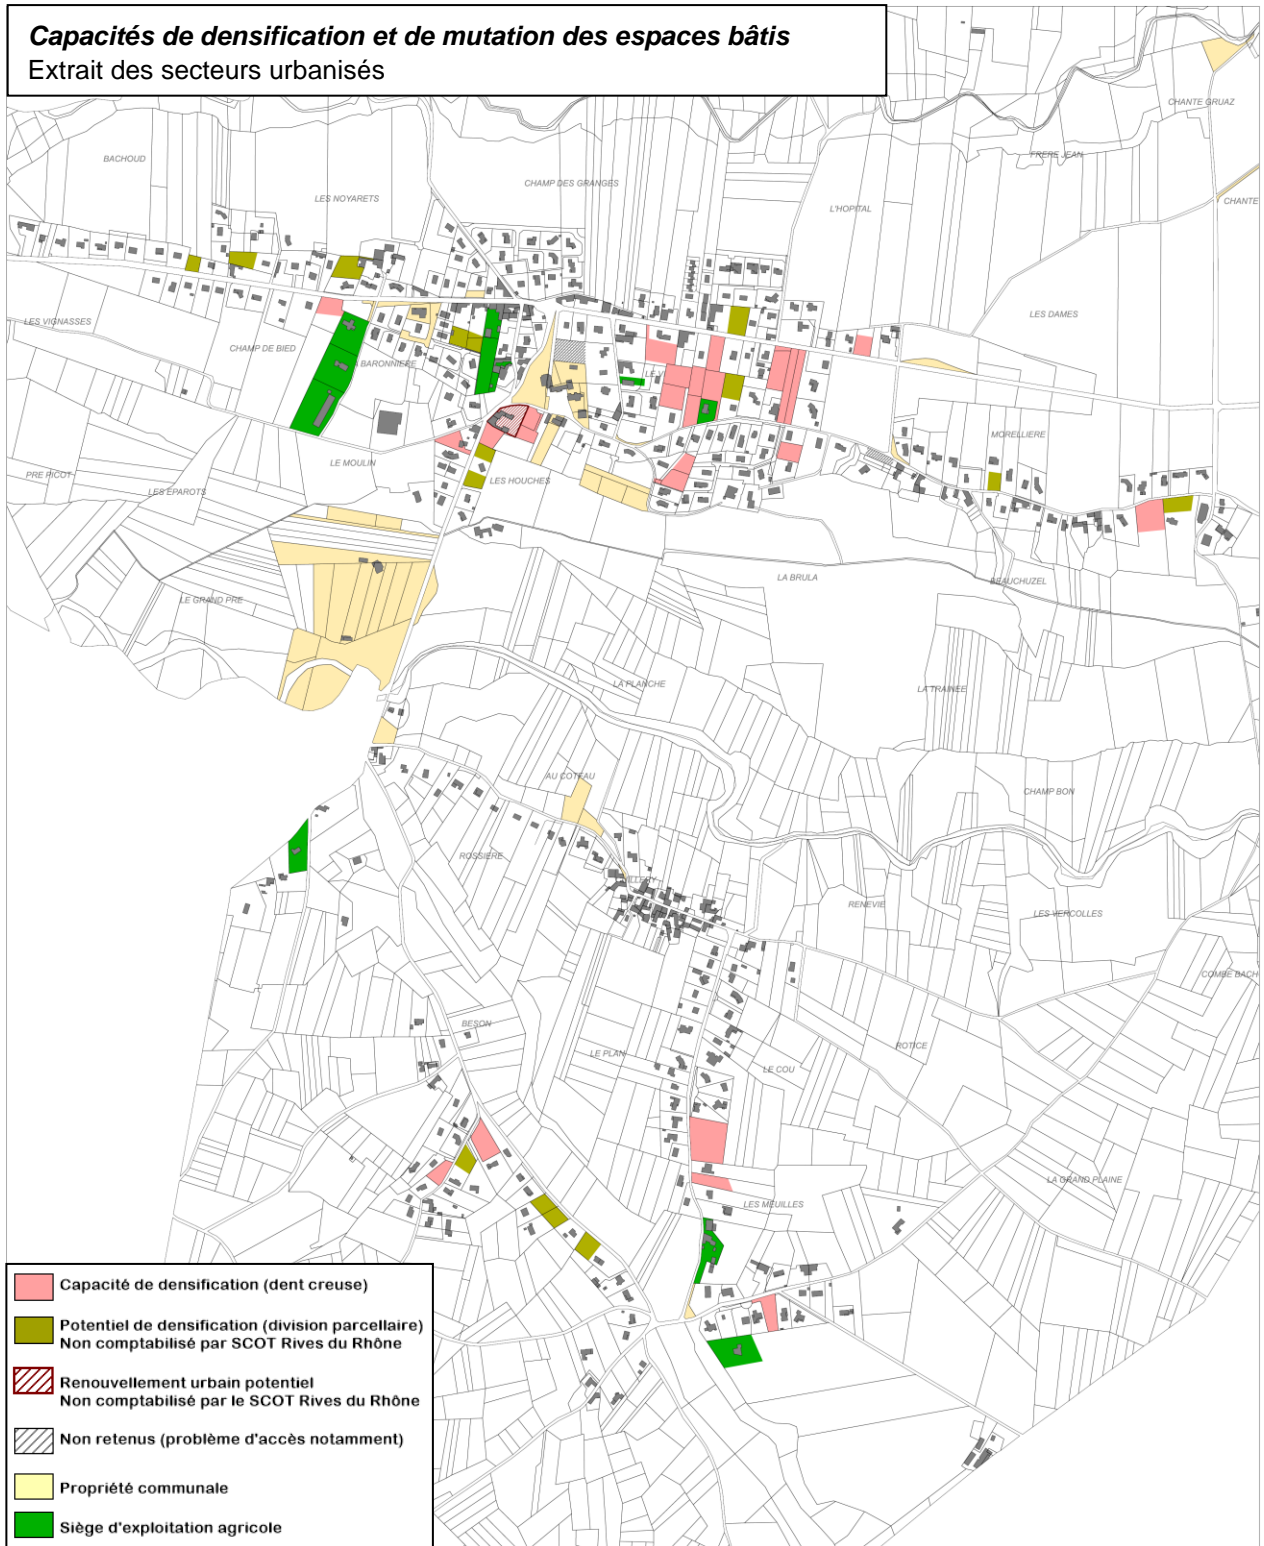 Capacités de densification et de mutation des espaces bâtis
Extrait des secteurs urbanisés
CHANTE GRUAZ
BACHOUD
FRERE JEAN
CHAMP DES GRANGES
LES NOYARETS
CHANTE
L'HOPITAL
LES DAMES
LES VIGNASSES
CHAMP DE BIED
BARONNIERE
LE V
MORELLIERE
LE MOULIN
PRE PICOT
LES HOUCHES
LES EPAROTS
LA BRULA
BEAUCHUZEL
LE GRAND PRE
LA PLANCHE
LA TRAINEE
AU COTEAU
CHAMP BON
ROSSIERE
RENEVIE
LES VERCOLLES
COMBE BACH
BESON
ROTICE
LE PLAN
LE COU
LA GRAND PLAINE
LES MEUILLES
Capacité de densification (dent creuse)
Potentiel de densification (division parcellaire)
Non comptabilisé par SCOT Rives du Rhône
Renouvellement urbain potentiel
Non comptabilisé par le SCOT Rives du Rhône
Non retenus (problème d'accès notamment)
Propriété communale
Siège d'exploitation agricole